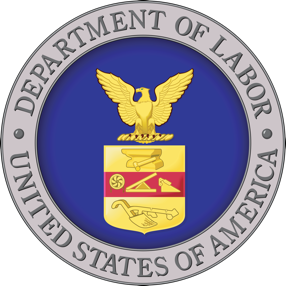 DEPARTMENT OF LABOR
UNITED STATES OF AMERICA